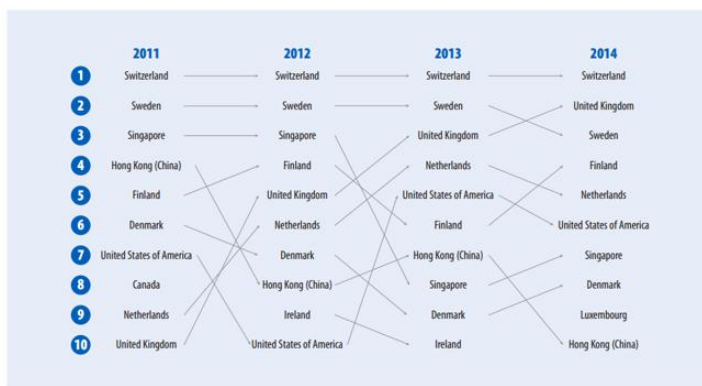 2011 2012 2013 2014
1 Switzerland Switzerland Switzerland Switzerland
2 Sweden Sweden Sweden United Kingdom
3 Singapore Singapore United Kingdom Sweden
4 Hong Kong (China) Finland Netherlands Finland
5 Finland United Kingdom United States of America Netherlands
6 Denmark Netherlands Finland United States of America
7 United States of America Denmark Hong Kong (China) Singapore
8 Canada Hong Kong (China) Singapore Denmark
9 Netherlands Ireland Denmark Luxembourg
10 United Kingdom United States of America Ireland Hong Kong (China)